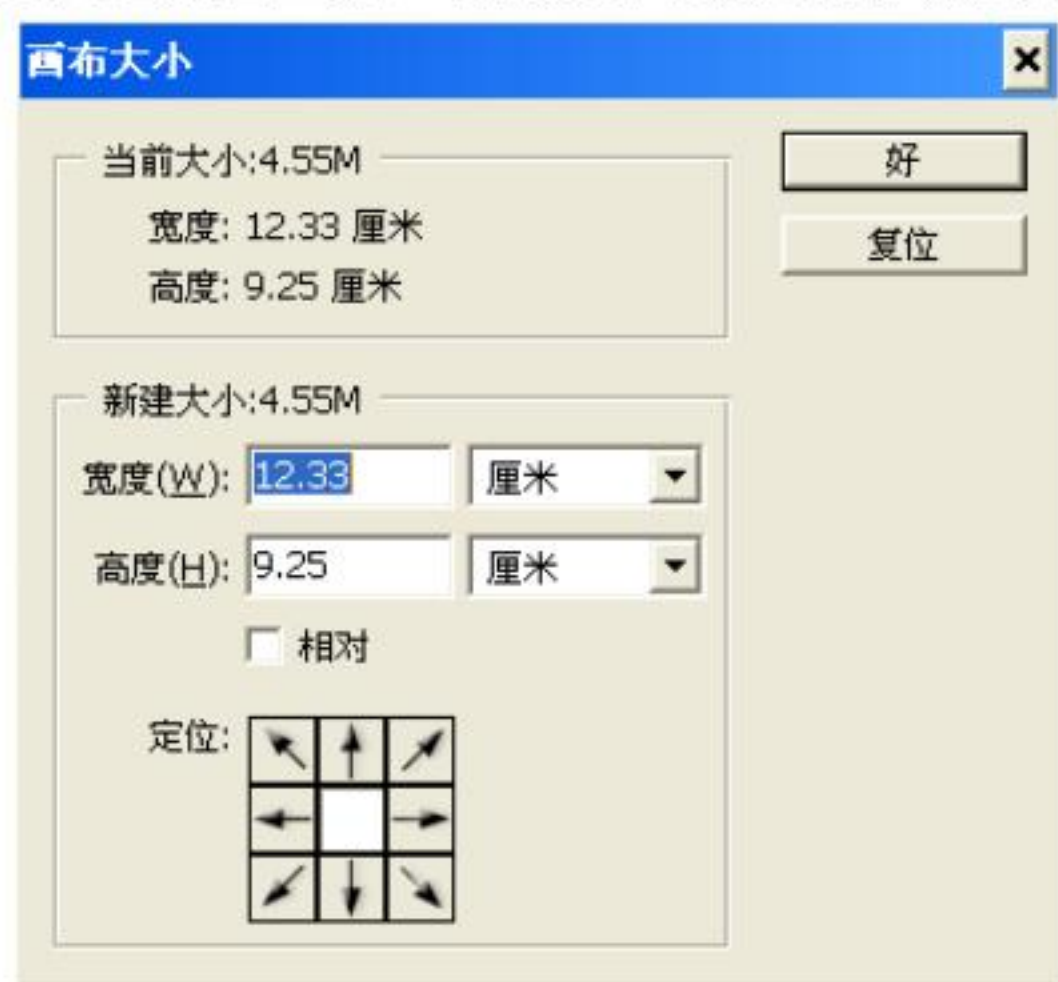 画布大小
当前大小:4.55M
宽度: 12.33 厘米
高度: 9.25 厘米
好
复位
新建大小:4.55M
宽度(W): 12.33 厘米
高度(H): 9.25 厘米
相对
定位: